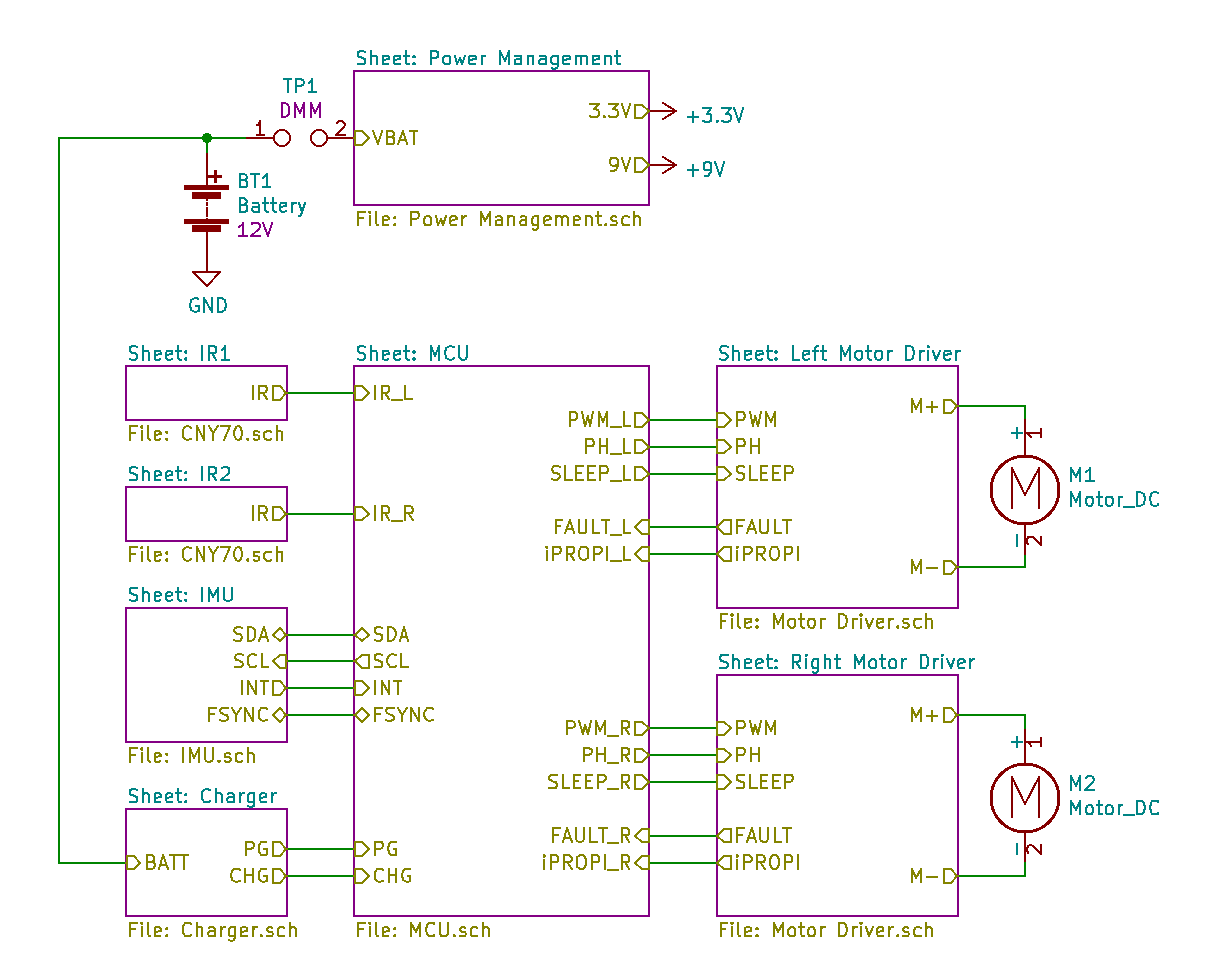 Sheet: Power Management
TP1
DMM
1
2
VBAT
3.3V
+3.3V
9V
+9V
File: Power Management.sch
+
BT1
Battery
12V
GND
Sheet: IR1
IR
File: CNY70.sch
Sheet: IR2
IR
File: CNY70.sch
Sheet: IMU
SDA
SCL
INT
FSYNC
File: IMU.sch
Sheet: Charger
BATT
PG
CHG
File: Charger.sch
Sheet: MCU
IR_L
IR_R
SDA
SCL
INT
FSYNC
PG
CHG
PWM_L
PH_L
SLEEP_L
FAULT_L
iPROPI_L
PWM_R
PH_R
SLEEP_R
FAULT_R
iPROPI_R
File: MCU.sch
Sheet: Left Motor Driver
PWM
PH
SLEEP
FAULT
iPROPI
M+
M-
File: Motor Driver.sch
+
1
M
-
2
M1
Motor_DC
Sheet: Right Motor Driver
PWM
PH
SLEEP
FAULT
iPROPI
M+
M-
File: Motor Driver.sch
+
1
M
-
2
M2
Motor_DC